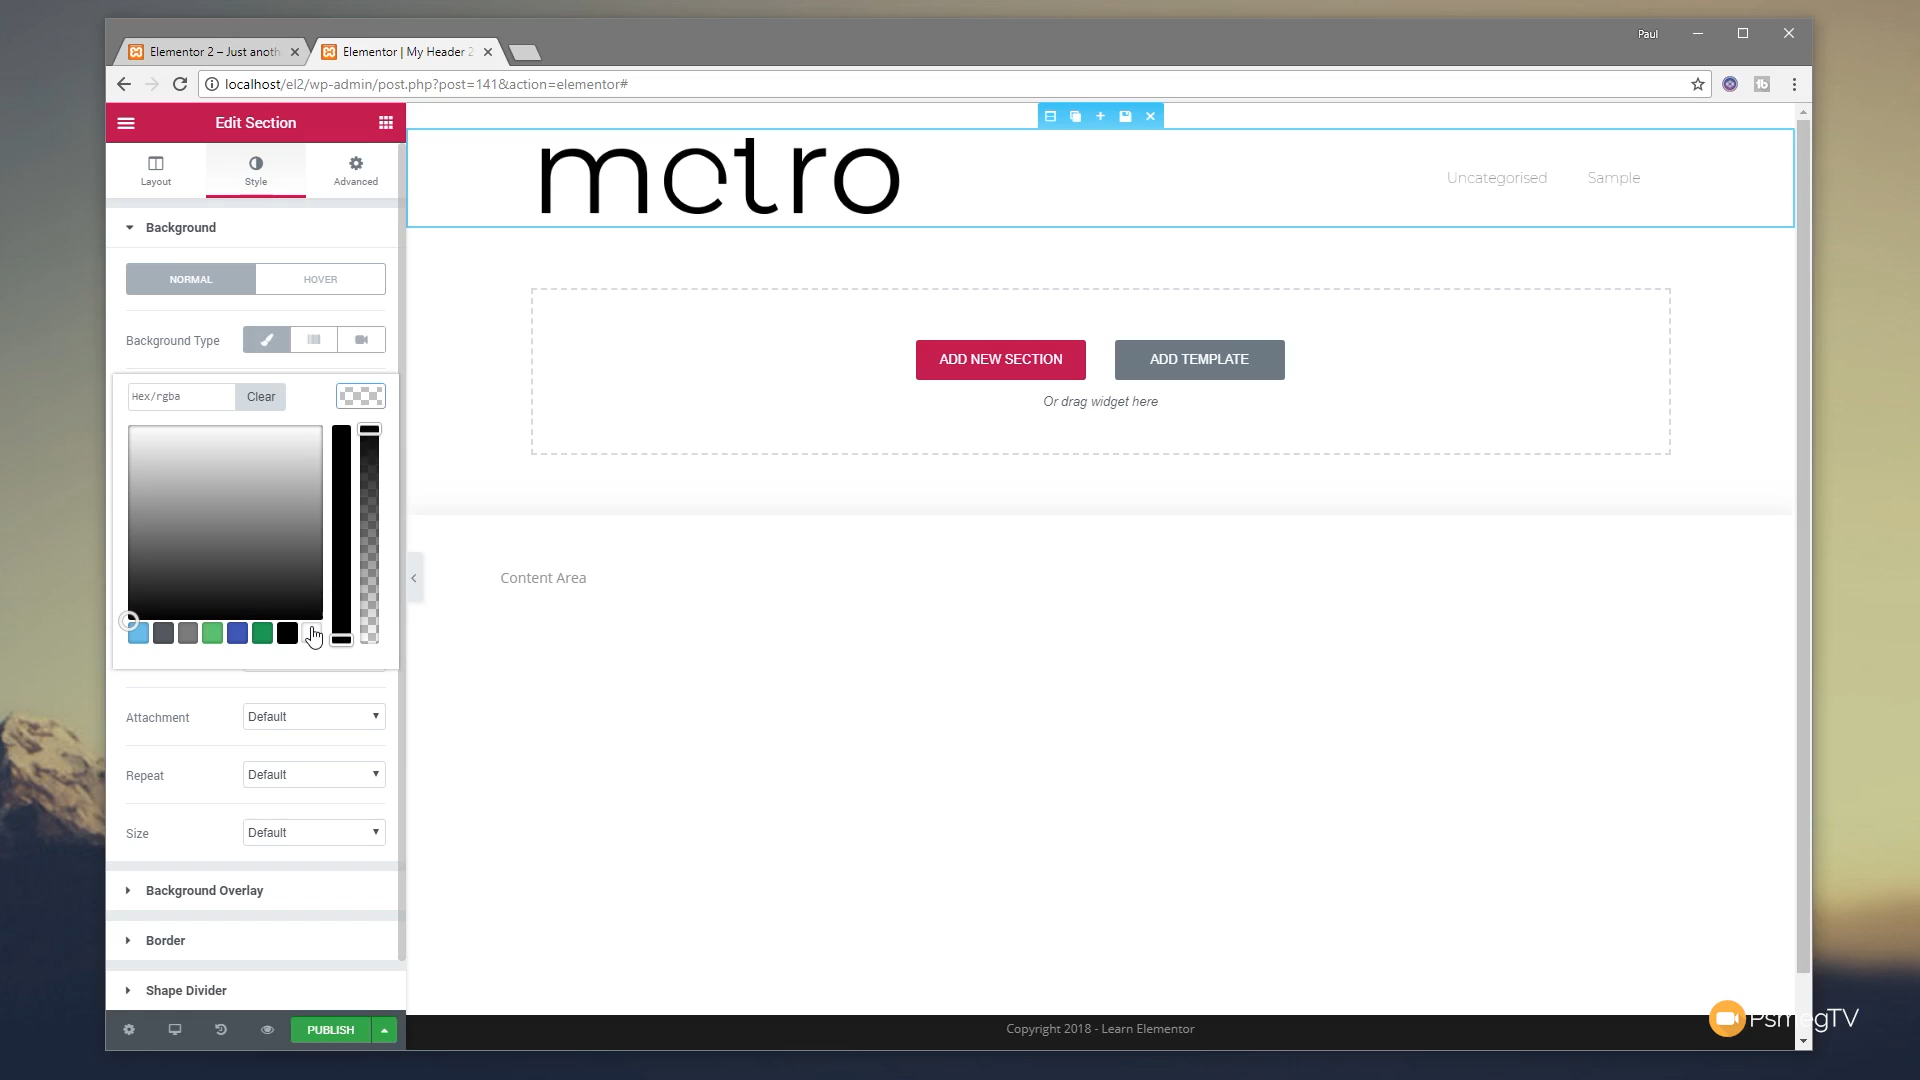 Paul
Elementor 2 – Just anoth
Elementor | My Header 2
localhost/el2/wp-admin/post.php?post=141&action=elementor#
Edit Section
Layout
Style
Advanced
metro
Uncategorised
Sample
Background
NORMAL
HOVER
Background Type
ADD NEW SECTION
ADD TEMPLATE
Or drag widget here
Hex/rgba
Clear
Content Area
Attachment
Default
Repeat
Default
Size
Default
Background Overlay
Border
Shape Divider
PUBLISH
Copyright 2018 - Learn Elementor